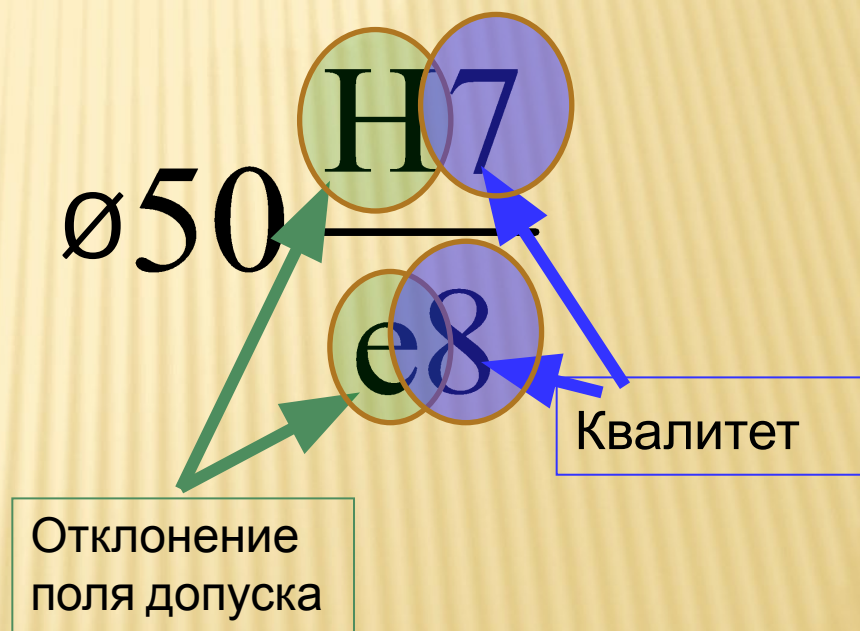 H7
ø50
e8
Квалитет
Отклонение
поля допуска